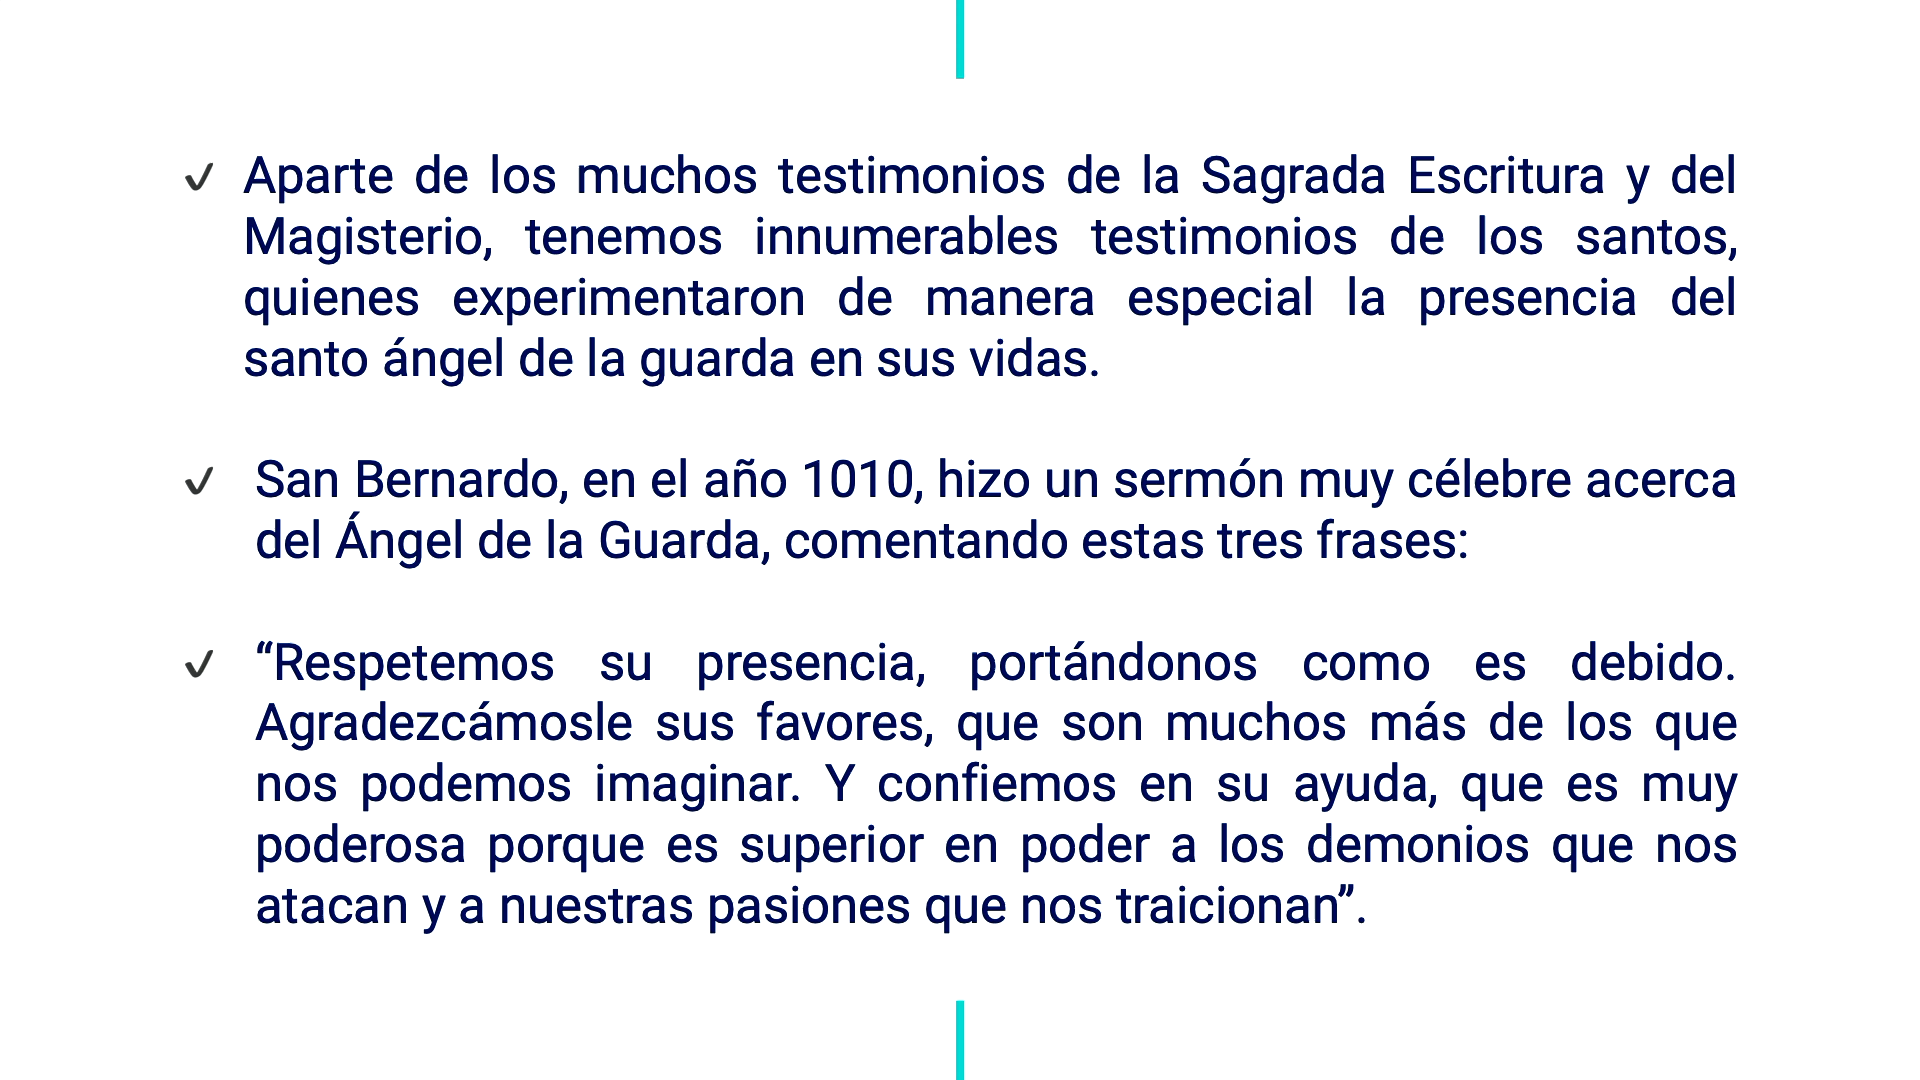 ✓ Aparte de los muchos testimonios de la Sagrada Escritura y del
Magisterio, tenemos innumerables testimonios de los santos,
quienes experimentaron de manera especial la presencia del
santo ángel de la guarda en sus vidas.
✓ San Bernardo, en el año 1010, hizo un sermón muy célebre acerca
del Ángel de la Guarda, comentando estas tres frases:
✓ “Respetemos su presencia, portándonos como es debido.
Agradezcámosle sus favores, que son muchos más de los que
nos podemos imaginar. Y confiemos en su ayuda, que es muy
poderosa porque es superior en poder a los demonios que nos
atacan y a nuestras pasiones que nos traicionan”.